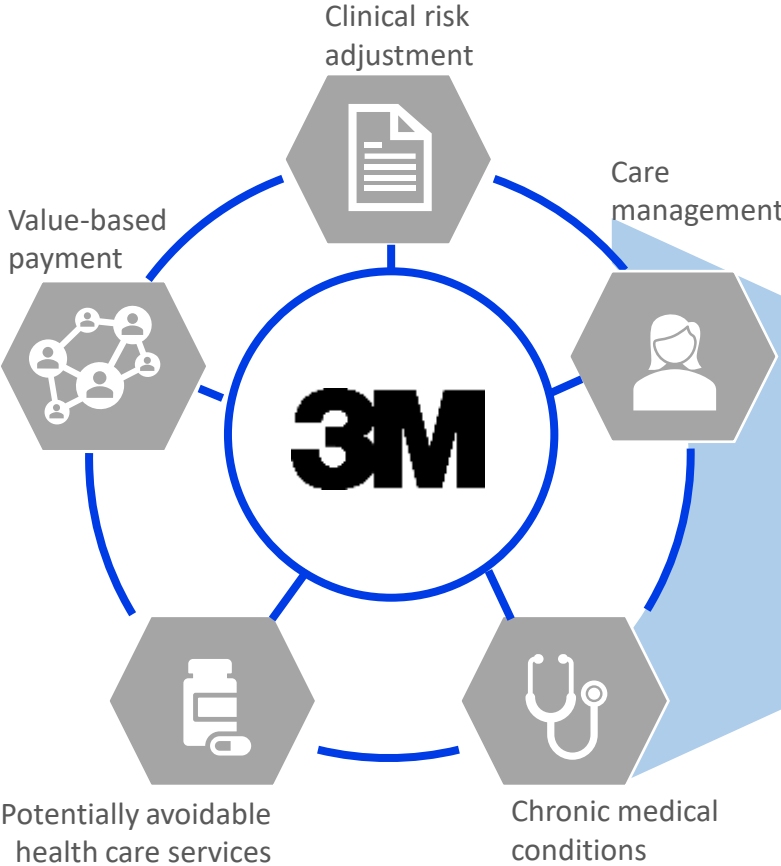 Clinical risk
adjustment
Care
management
Value-based
payment
3M
Potentially avoidable
health care services
Chronic medical
conditions